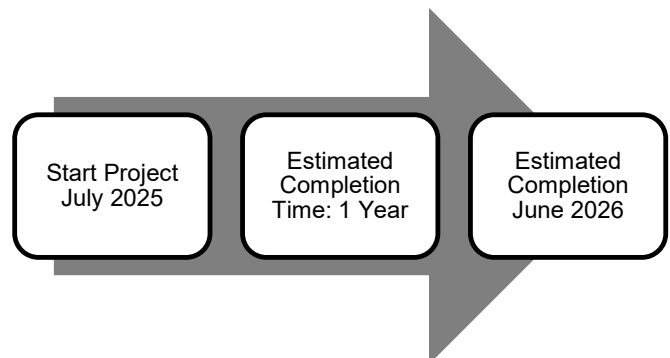 Start Project
July 2025
Estimated
Completion
Time: 1 Year
Estimated
Completion
June 2026